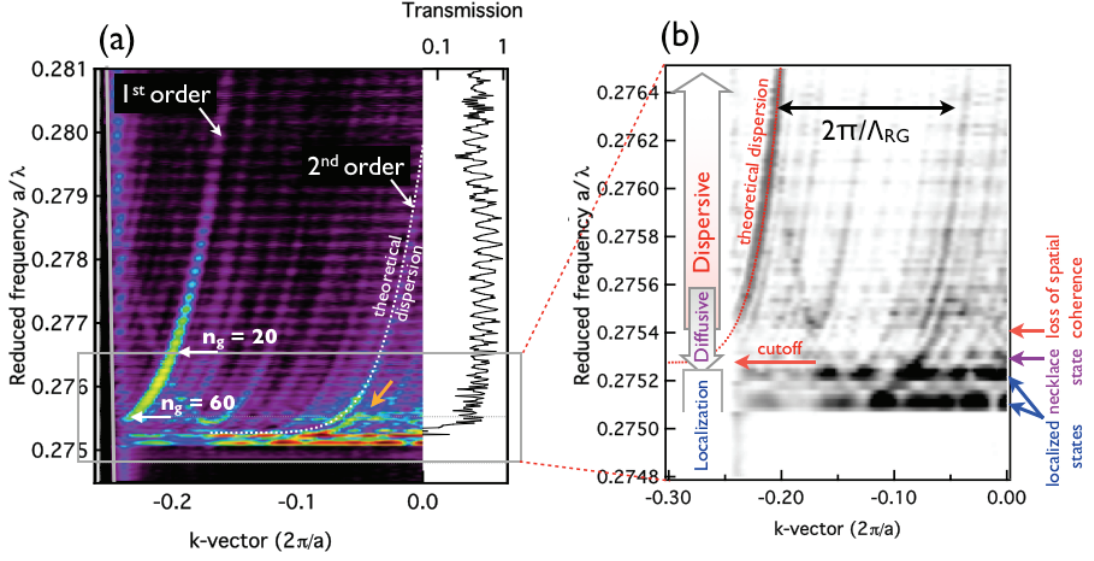 Transmission
0.1 1
(a)
0.281
0.280
0.279
0.278
0.277
0.276
0.275
Reduced frequency a/λ
1st order
2nd order
theoretical
dispersion
ng = 20
ng = 60
-0.2 -0.1 0.0
k-vector (2π/a)
(b)
0.2764
0.2762
0.2760
0.2758
0.2756
0.2754
0.2752
0.2750
0.2748
Reduced frequency a/λ
Dispersive
Diffusive
Localization
theoretical dispersion
2π/ΛRG
cutoff
loss of spatial
coherence
necklace
state
localized
states
-0.30 -0.20 -0.10 0.00
k-vector (2π/a)